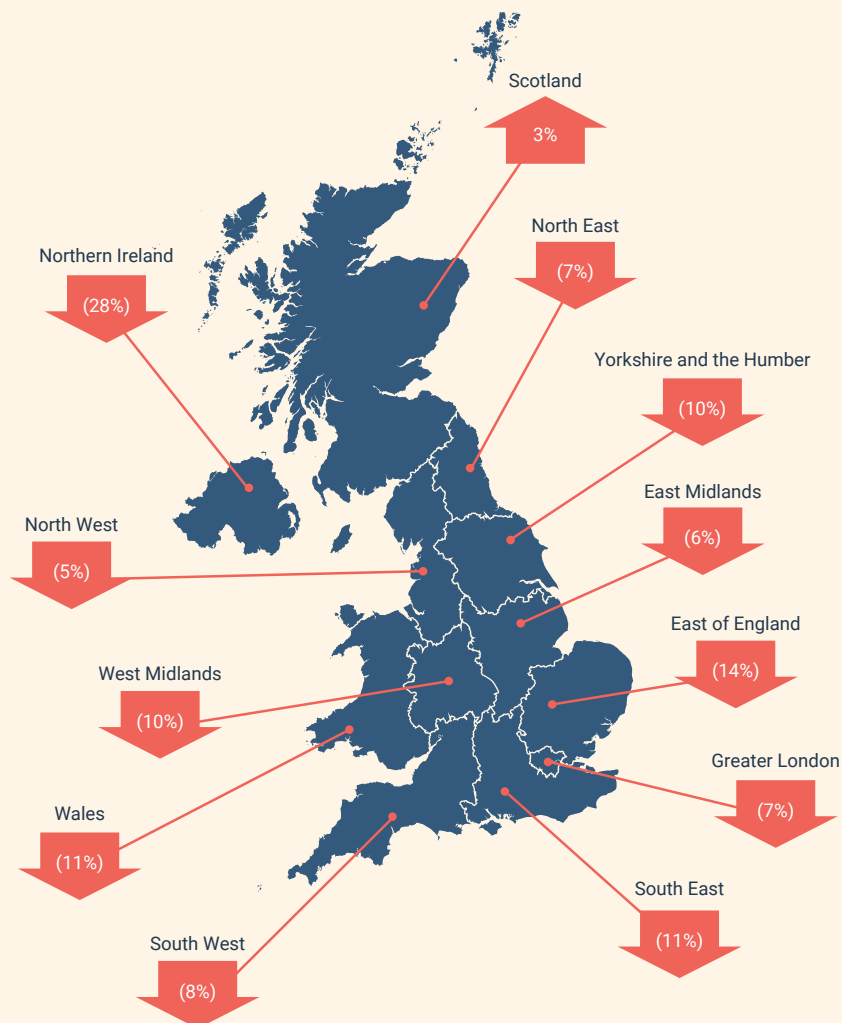 Scotland
3%
North East
(7%)
Northern Ireland
(28%)
Yorkshire and the Humber
(10%)
East Midlands
(6%)
North West
(5%)
East of England
(14%)
West Midlands
(10%)
Greater London
(7%)
Wales
(11%)
South East
(11%)
South West
(8%)